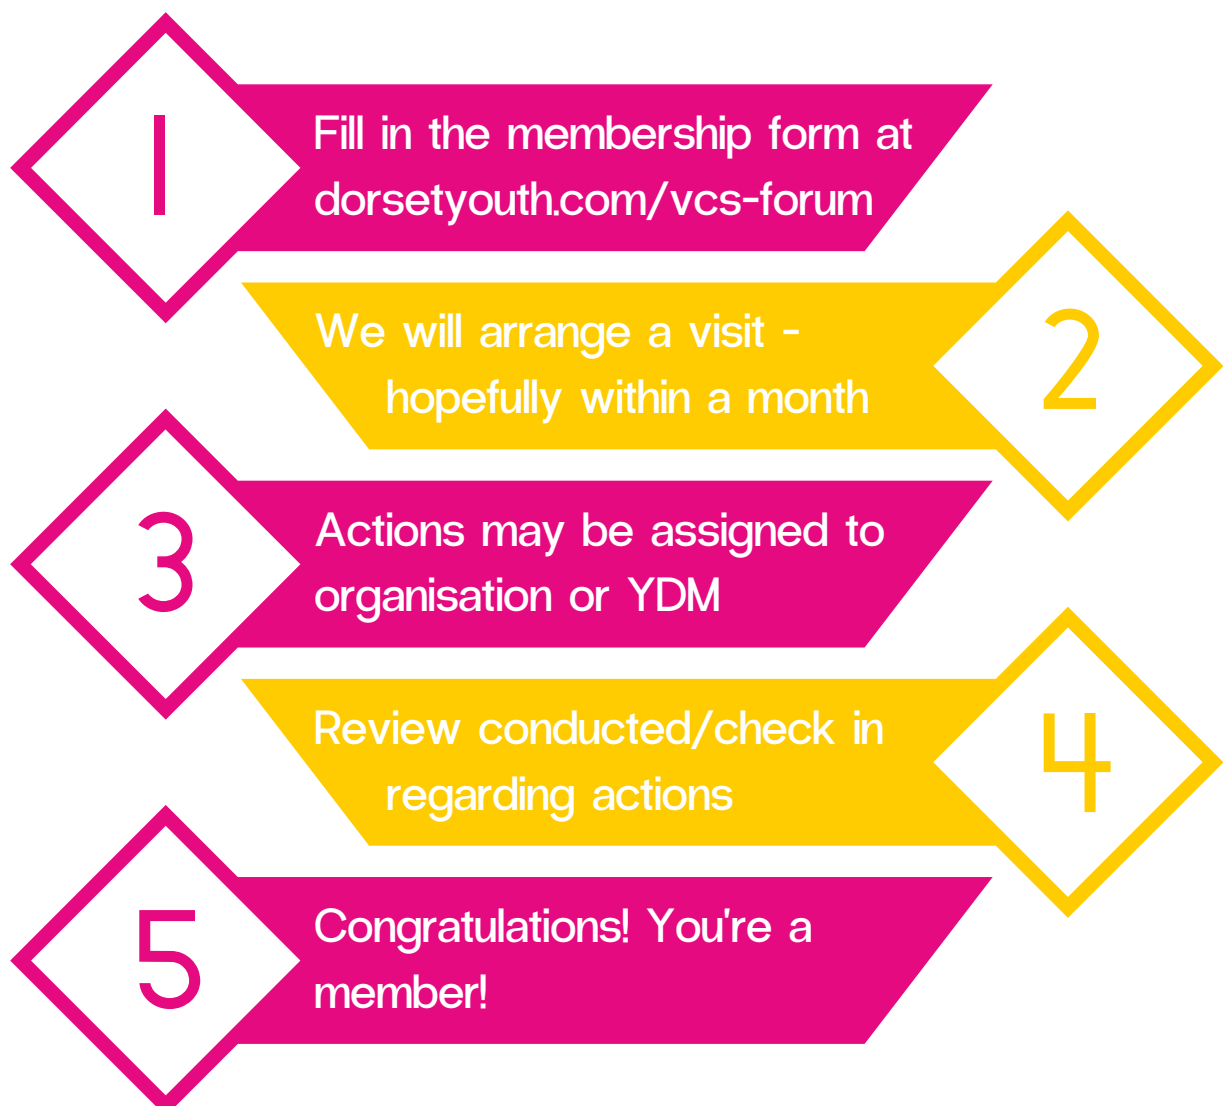 1
Fill in the membership form at
dorsetyouth.com/vcs-forum
We will arrange a visit -
hopefully within a month
2
3
Actions may be assigned to
organisation or YDM
Review conducted/check in
regarding actions
4
5
Congratulations! You're a
member!